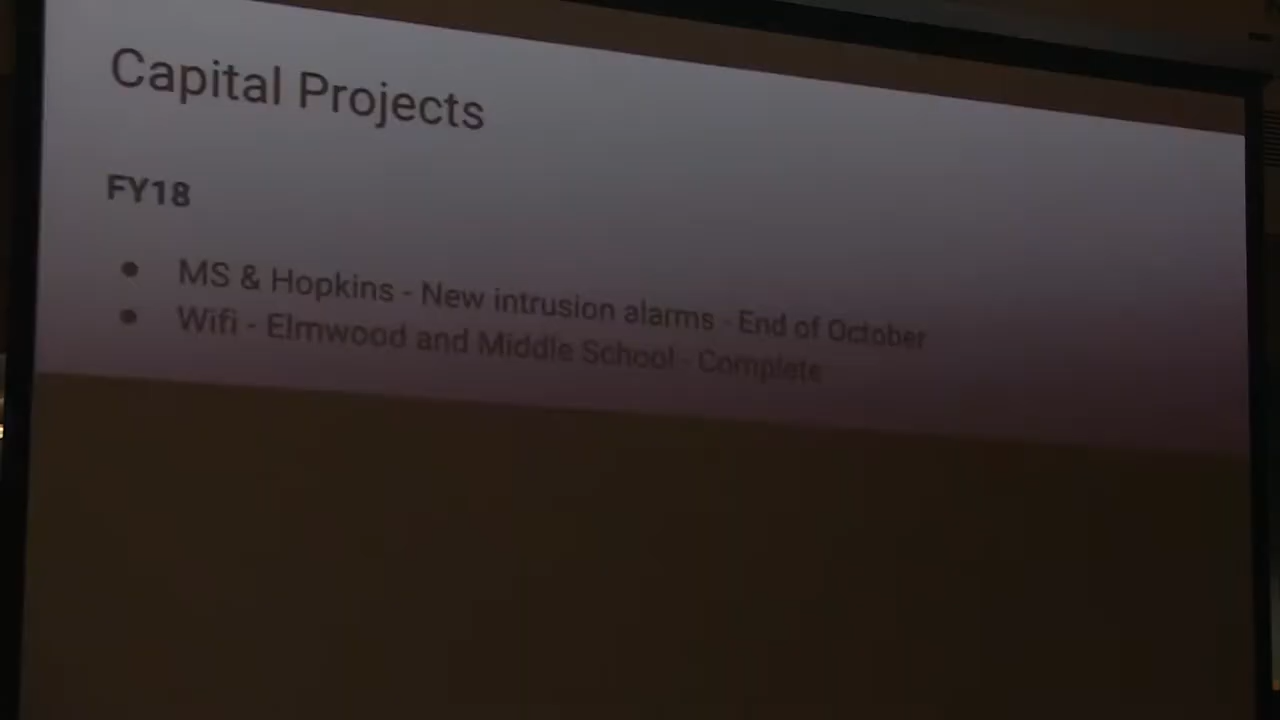 Capital Projects
FY18
● MS & Hopkins - New intrusion alarms - End of October
● Wifi - Elmwood and Middle School - Complete